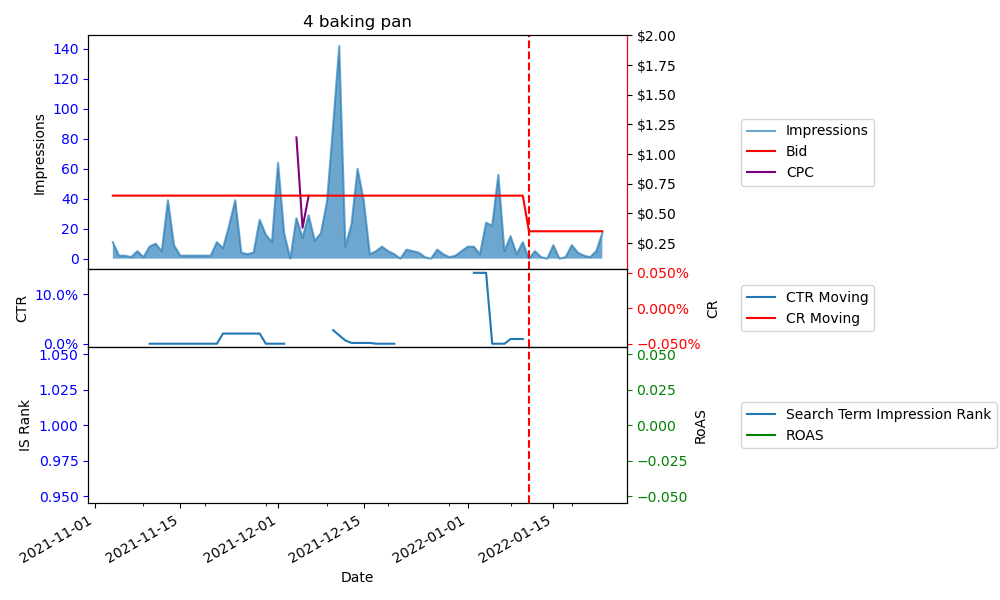 4 baking pan
Impressions
140
120
100
80
60
40
20
0
$2.00
$1.75
$1.50
$1.25
$1.00
$0.75
$0.50
$0.25
Impressions
Bid
CPC
CTR
10.0%
0.0%
0.050%
0.000%
−0.050%
CR
CTR Moving
CR Moving
IS Rank
1.050
1.025
1.000
0.975
0.950
0.050
0.025
0.000
−0.025
−0.050
RoAS
Search Term Impression Rank
ROAS
2021-11-01
2021-11-15
2021-12-01
2021-12-15
2022-01-01
2022-01-15
Date